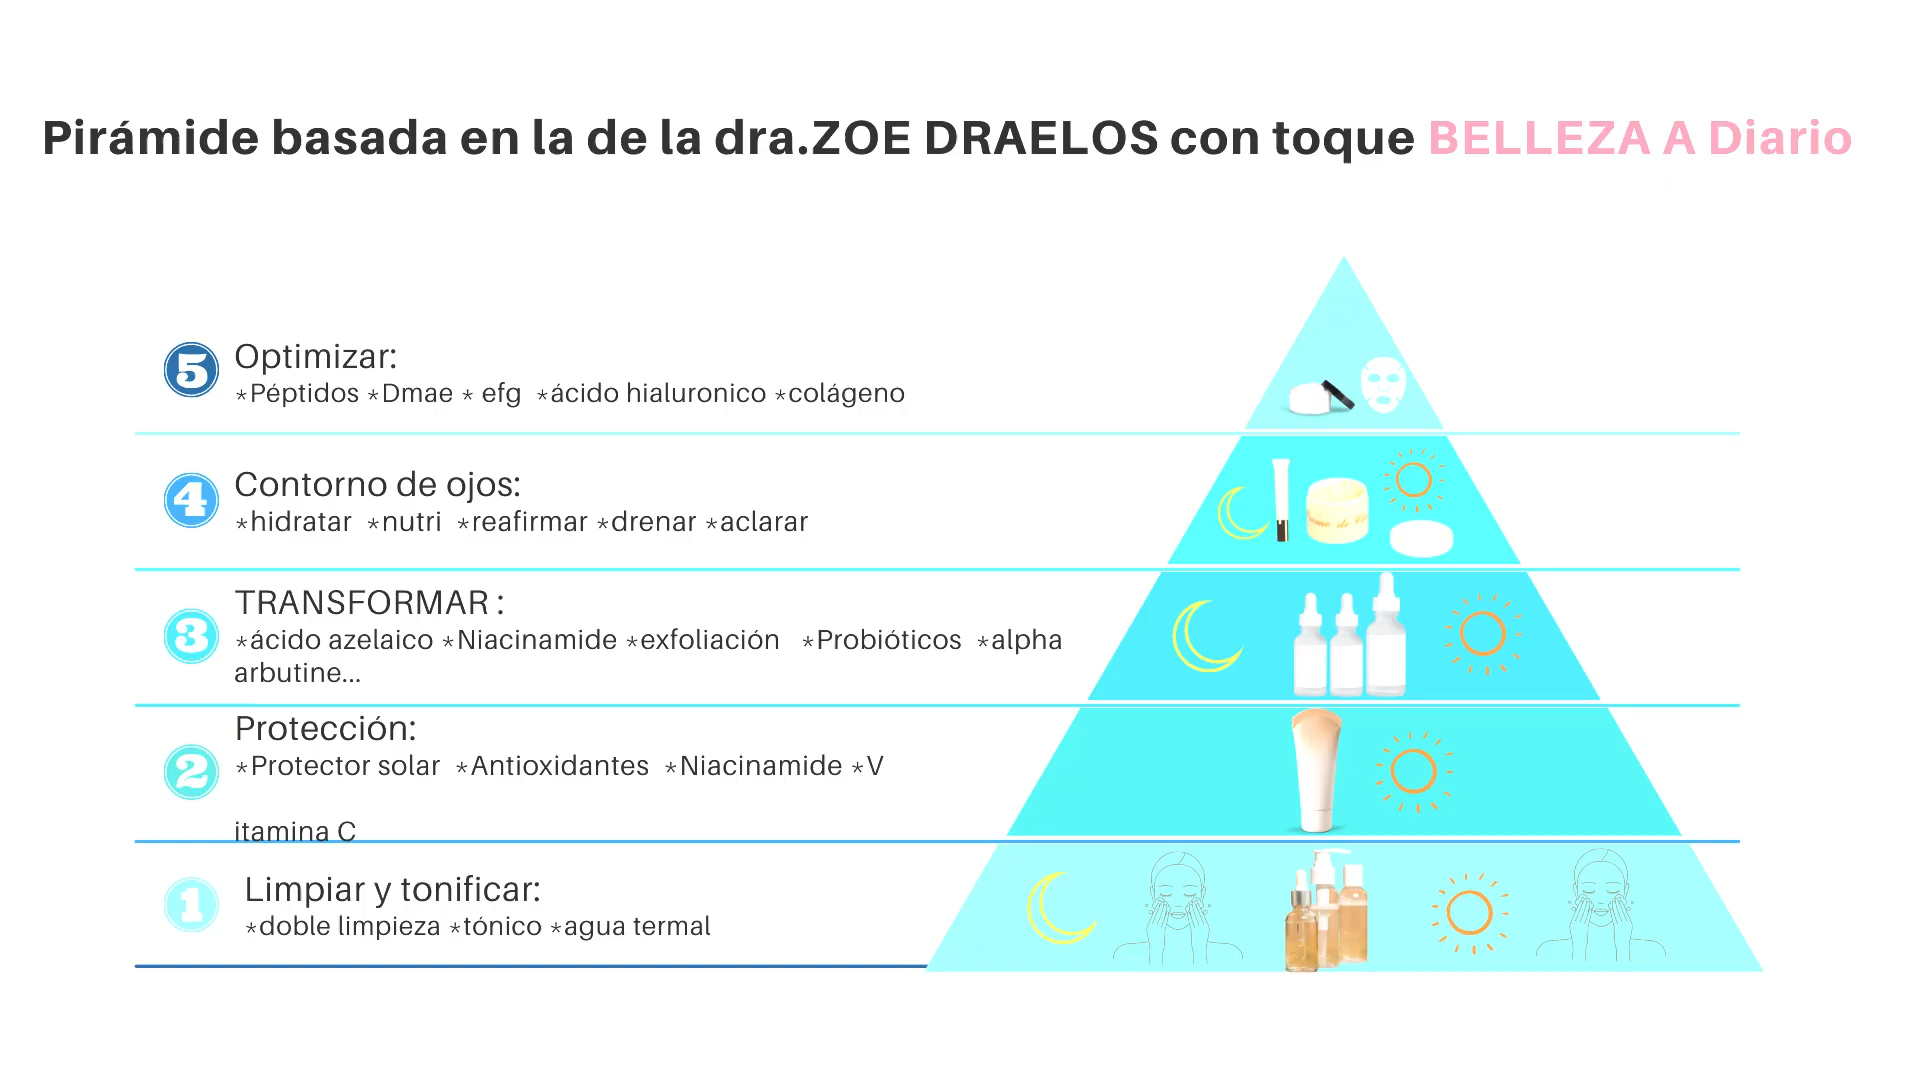 Pirámide basada en la de la dra.ZOE DRAELOS con toque BELLEZA A Diario
5 Optimizar:
*Péptidos *Dmae * efg *ácido hialuronico *colágeno
4 Contorno de ojos:
*hidratar *nutri *reafirmar *drenar *aclarar
3 TRANSFORMAR :
*ácido azelaico *Niacinamide *exfoliación *Probióticos *alpha
arbutine...
2 Protección:
*Protector solar *Antioxidantes *Niacinamide *V
itamina C
1 Limpiar y tonificar:
*doble limpieza *tónico *agua termal